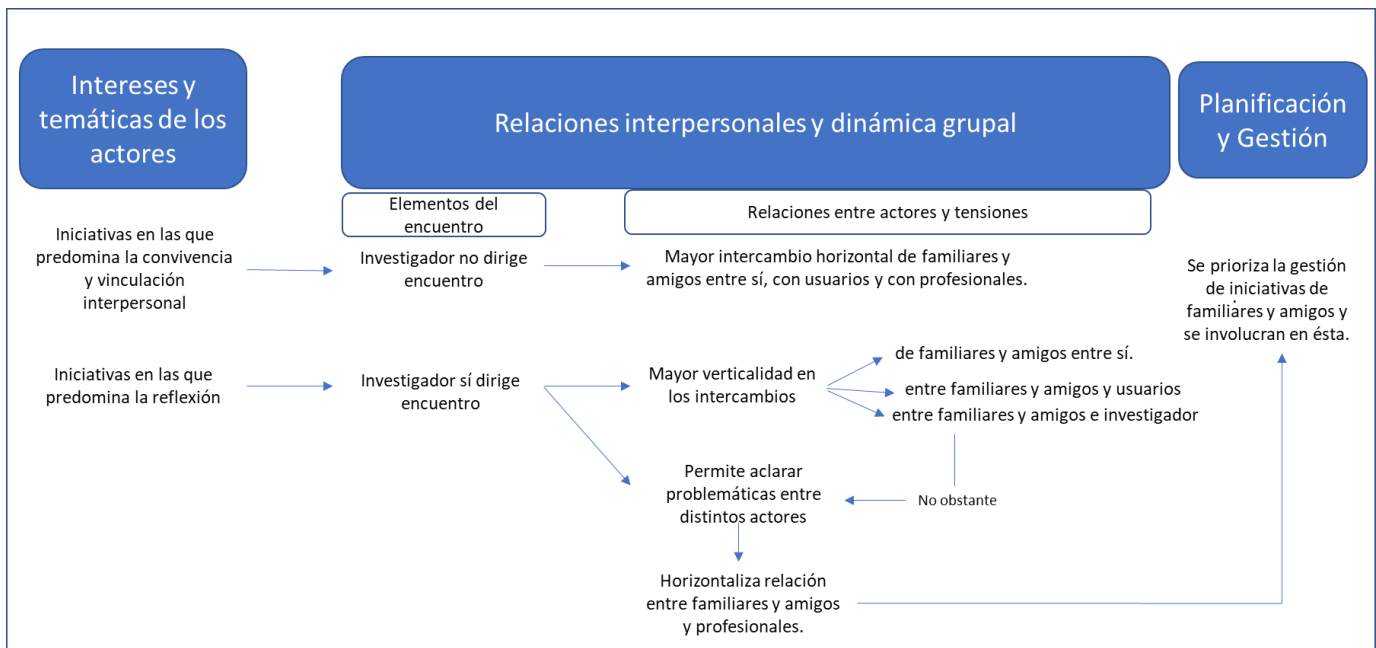 Intereses y
temáticas de los
actores
Relaciones interpersonales y dinámica grupal
Planificación
y Gestión
Elementos del
encuentro
Relaciones entre actores y tensiones
Iniciativas en las que
predomina la convivencia
y vinculación
interpersonal
Investigador no dirige
encuentro
Mayor intercambio horizontal de familiares y
amigos entre sí, con usuarios y con profesionales.
Se prioriza la gestión
de iniciativas de
familiares y amigos y
se involucran en ésta.
Iniciativas en las que
predomina la reflexión
Investigador sí dirige
encuentro
Mayor verticalidad en
los intercambios
de familiares y amigos entre sí.
entre familiares y amigos y usuarios
entre familiares y amigos e investigador
Permite aclarar
problemáticas entre
distintos actores
No obstante
Horizontaliza relación
entre familiares y amigos
y profesionales.